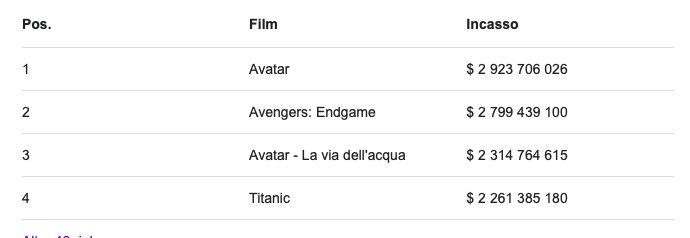 Pos. Film Incasso
1 Avatar $ 2 923 706 026
2 Avengers: Endgame $ 2 799 439 100
3 Avatar - La via dell'acqua $ 2 314 764 615
4 Titanic $ 2 261 385 180